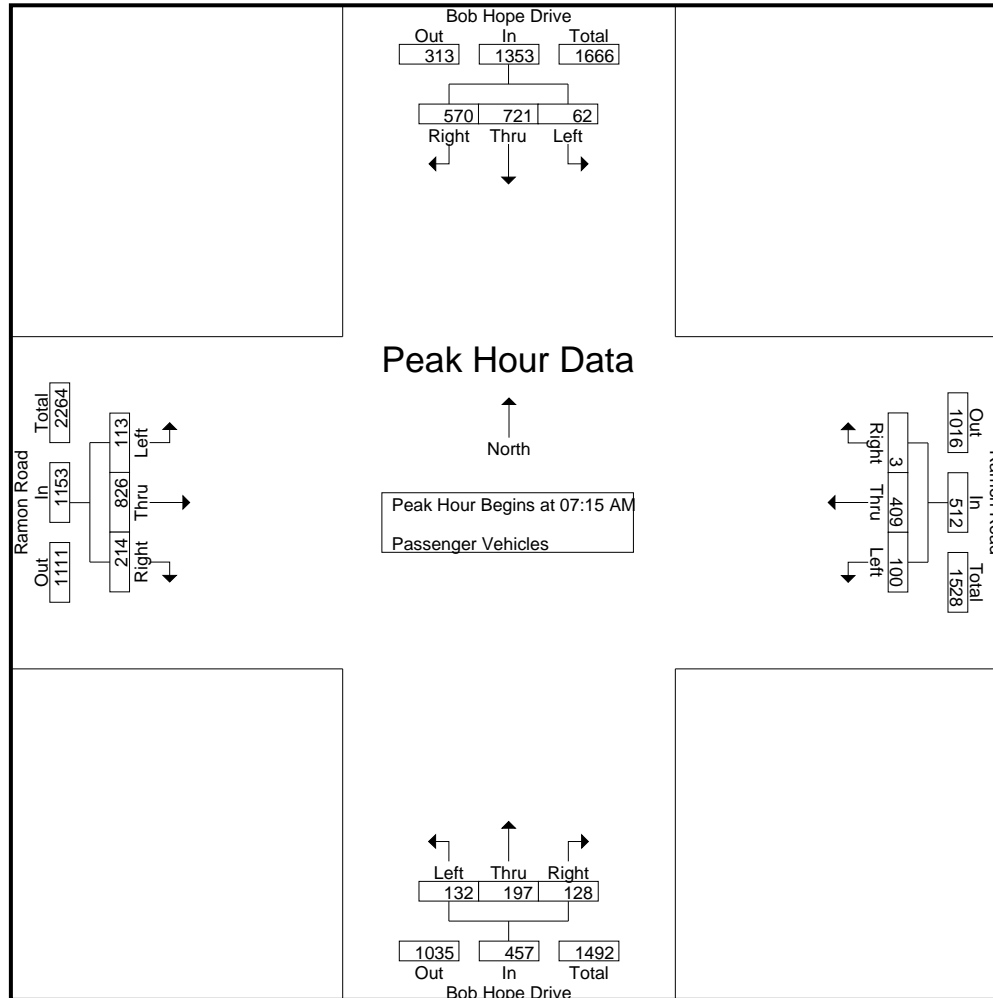 Bob Hope Drive
Out In Total
313 1353 1666
570 721 62
Right Thru Left
Peak Hour Data
North
Peak Hour Begins at 07:15 AM
Passenger Vehicles
Ramon Road
Total In Out
2264 1153 1111
113 826 214
Left Thru Right
Ramon Road
Out In Total
1016 512 1528
3 409 100
Right Thru Left
Left Thru Right
132 197 128
1035 457 1492
Out In Total
Bob Hope Drive